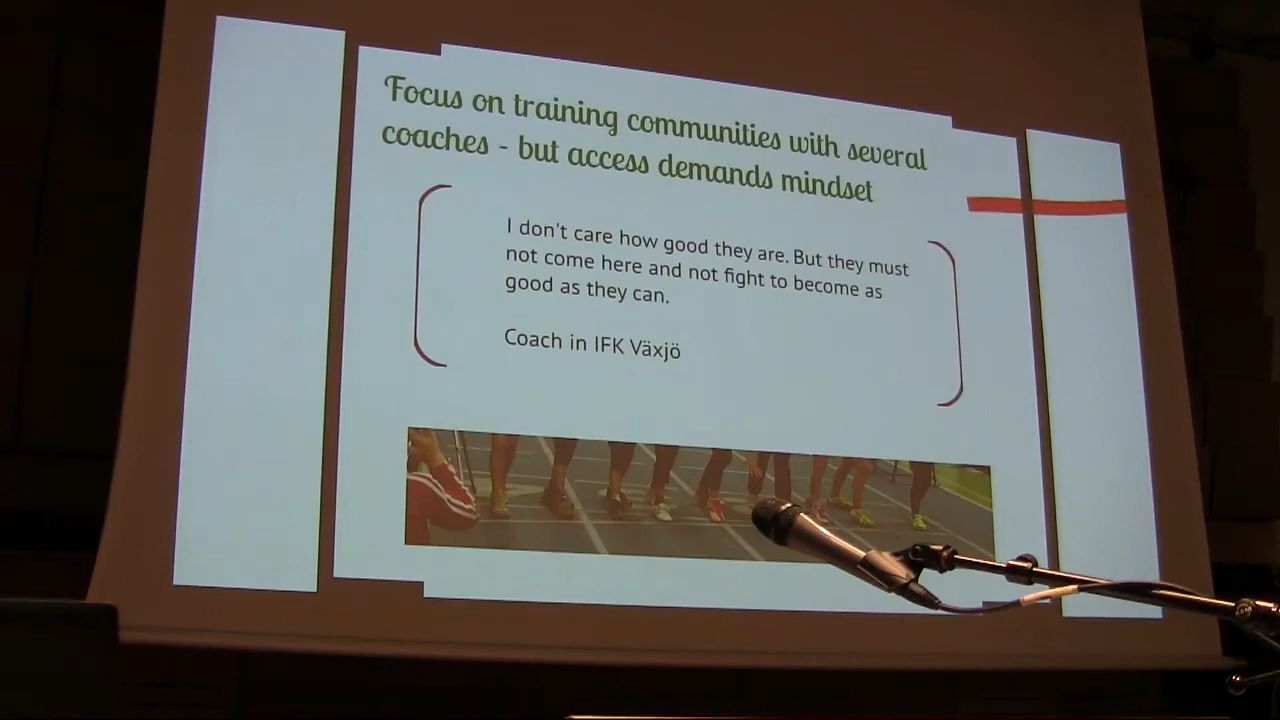 Focus on training communities with several
coaches - but access demands mindset
I don't care how good they are. But they must
not come here and not fight to become as
good as they can.
Coach in IFK Växjö